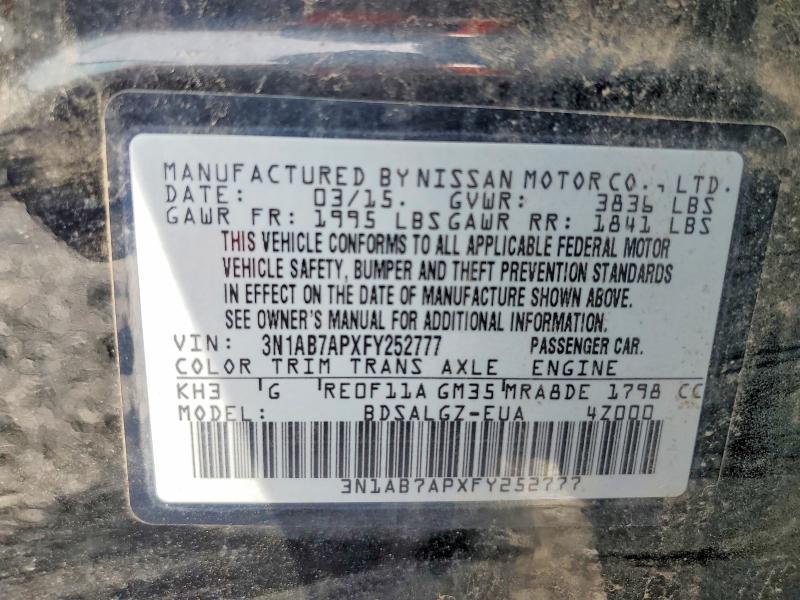 MANUFACTURED BY NISSAN MOTOR CO., LTD.
DATE: 03/15. GVWR: 3836 LBS
GAWR FR: 1995 LBS GAWR RR: 1841 LBS
THIS VEHICLE CONFORMS TO ALL APPLICABLE FEDERAL MOTOR
VEHICLE SAFETY, BUMPER AND THEFT PREVENTION STANDARDS
IN EFFECT ON THE DATE OF MANUFACTURE SHOWN ABOVE.
SEE OWNER'S MANUAL FOR ADDITIONAL INFORMATION.
VIN: 3N1AB7APXFY252777 PASSENGER CAR.
COLOR TRIM TRANS AXLE ENGINE
KH3 G RE0F11A GM35 MRA8DE 1798 CC
MODEL: BDSALGZ-EUA 4Z000
3N1AB7APXFY252777